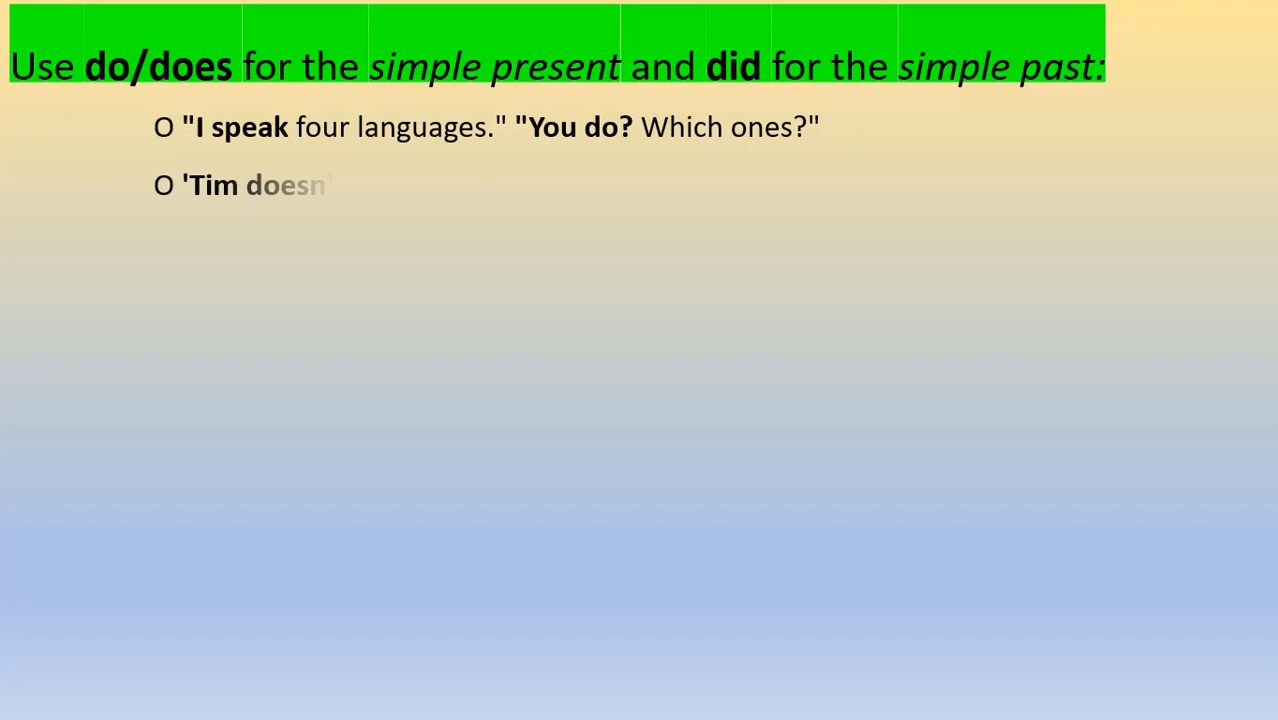 Use do/does for the simple present and did for the simple past:
O "I speak four languages." "You do? Which ones?"
O 'Tim doesn'